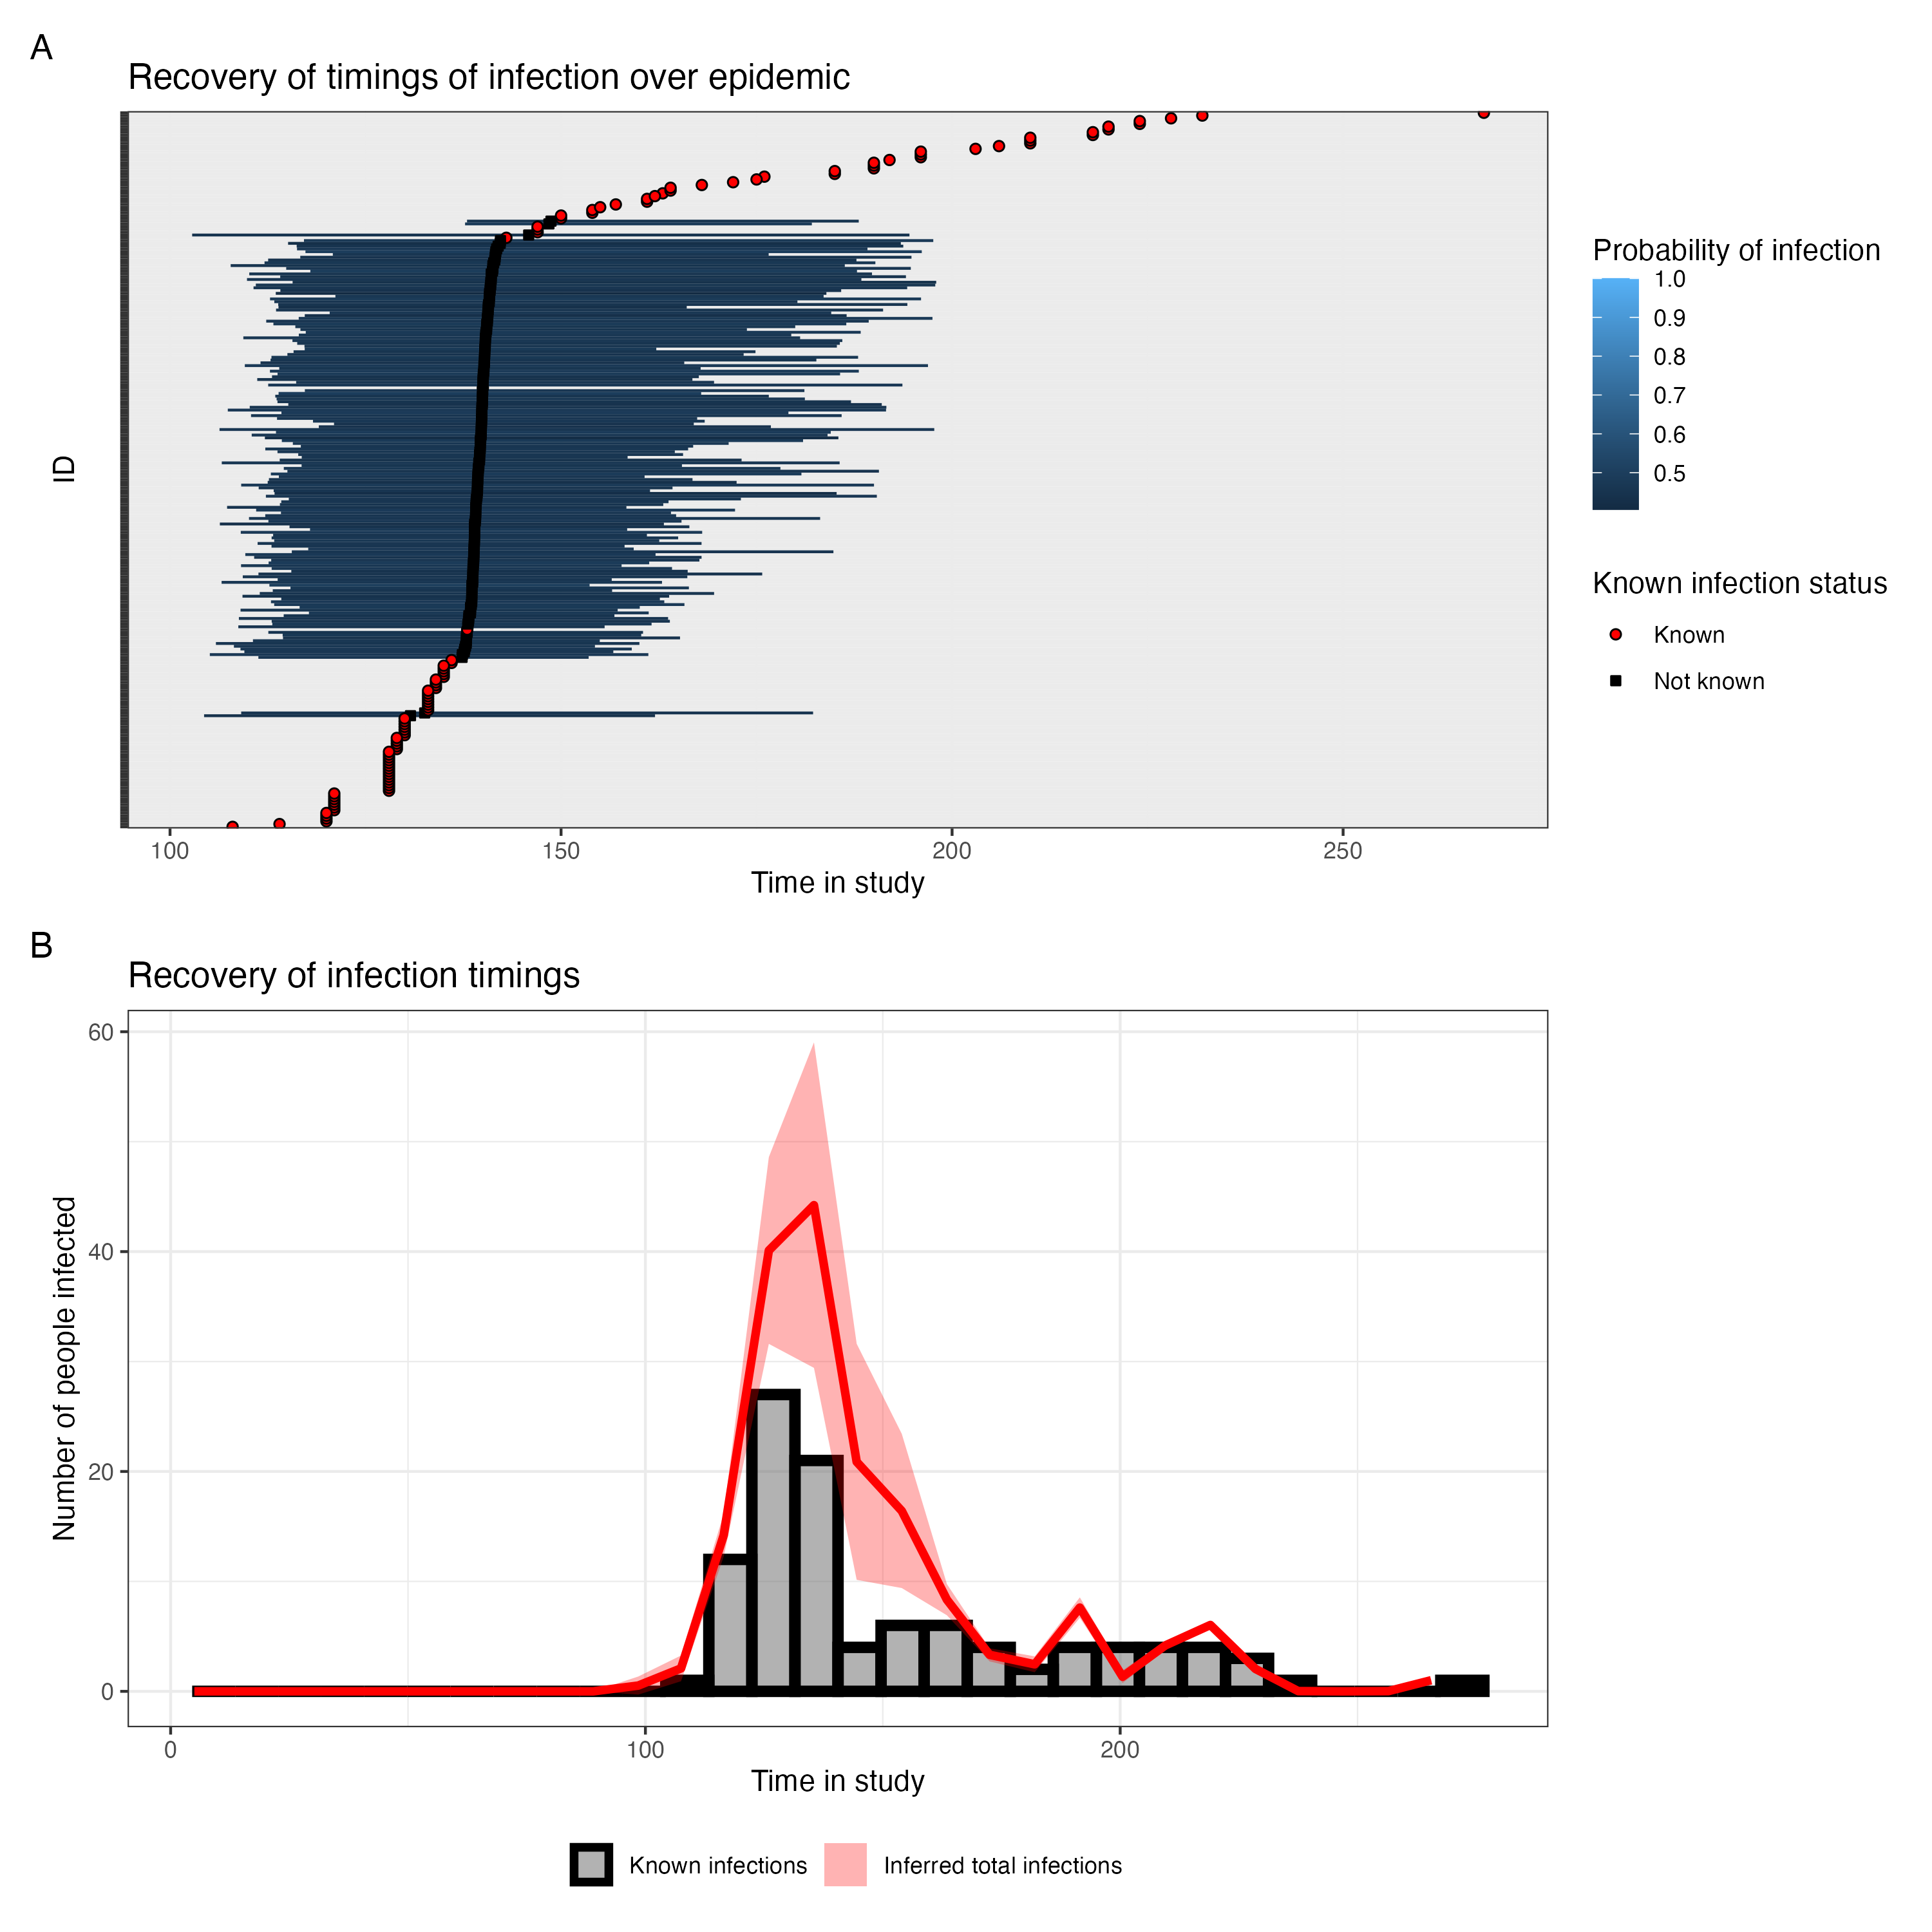 A
Recovery of timings of infection over epidemic
ID
100 150 200 250
Time in study
Probability of infection
1.0
0.9
0.8
0.7
0.6
0.5
Known infection status
Known
Not known
B
Recovery of infection timings
Number of people infected
60
40
20
0
0 100 200
Time in study
Known infections Inferred total infections